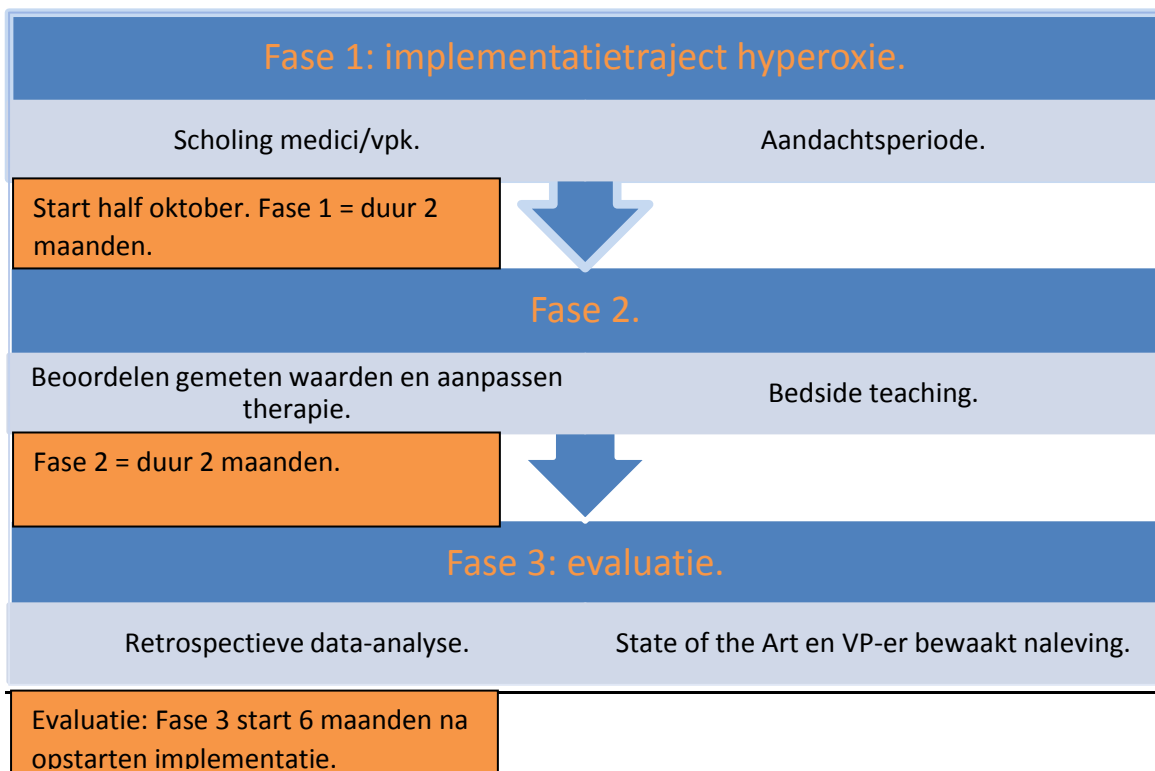 Fase 1: implementatietraject hyperoxie.
Scholing medici/vpk.
Aandachtsperiode.
Start half oktober. Fase 1 = duur 2
maanden.
Fase 2.
Beoordelen gemeten waarden en aanpassen
therapie.
Bedside teaching.
Fase 2 = duur 2 maanden.
Fase 3: evaluatie.
Retrospectieve data-analyse.
State of the Art en VP-er bewaakt naleving.
Evaluatie: Fase 3 start 6 maanden na
opstarten implementatie.